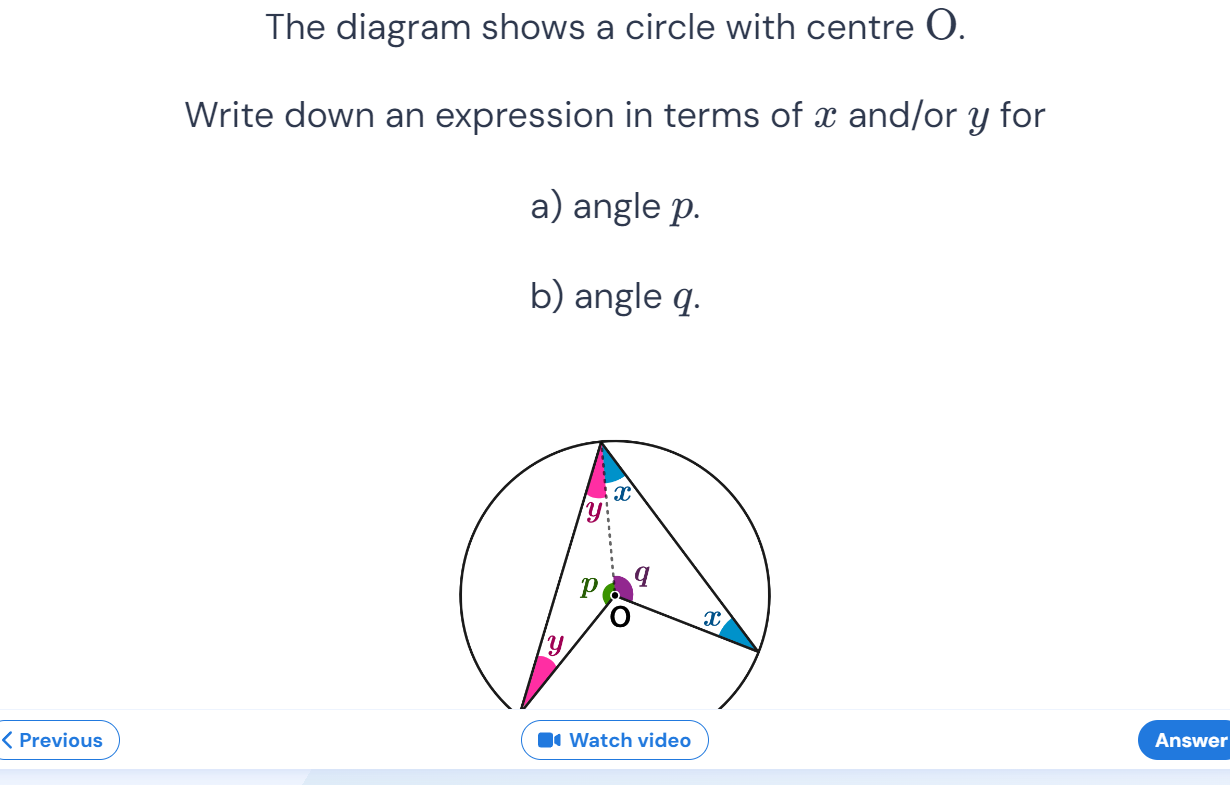 The diagram shows a circle with centre O.
Write down an expression in terms of x and/or y for
a) angle p.
b) angle q.
y x
p q
O
x
y
Previous Watch video Answer